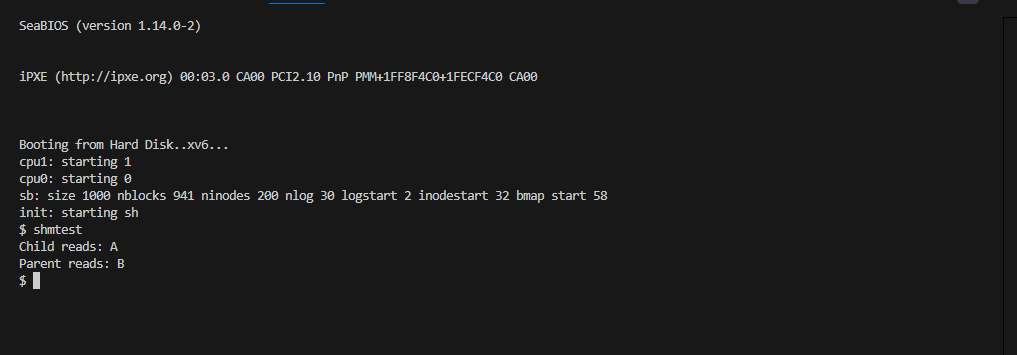 SeaBIOS (version 1.14.0-2)
iPXE (http://ipxe.org) 00:03.0 CA00 PCI2.10 PnP PMM+1FF8F4C0+1FECF4C0 CA00
Booting from Hard Disk..xv6...
cpu1: starting 1
cpu0: starting 0
sb: size 1000 nblocks 941 ninodes 200 nlog 30 logstart 2 inodestart 32 bmap start 58
init: starting sh
$ shmtest
Child reads: A
Parent reads: B
$